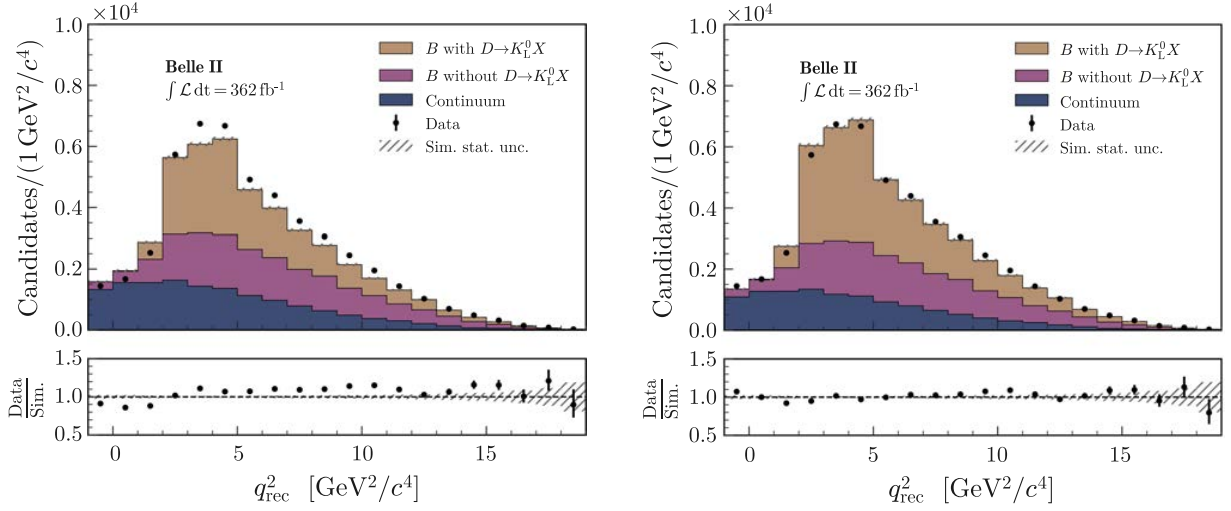 ×10⁴
Candidates/(1 GeV²/c⁴)
1.0
0.8
0.6
0.4
0.2
0.0
Belle II
∫ℒ dt = 362 fb⁻¹
B with D→K⁰_L X
B without D→K⁰_L X
Continuum
Data
Sim. stat. unc.
Data
Sim.
1.5
1.0
0.5
0 5 10 15
q²_rec [GeV²/c⁴]
×10⁴
Candidates/(1 GeV²/c⁴)
1.0
0.8
0.6
0.4
0.2
0.0
Belle II
∫ℒ dt = 362 fb⁻¹
B with D→K⁰_L X
B without D→K⁰_L X
Continuum
Data
Sim. stat. unc.
Data
Sim.
1.5
1.0
0.5
0 5 10 15
q²_rec [GeV²/c⁴]